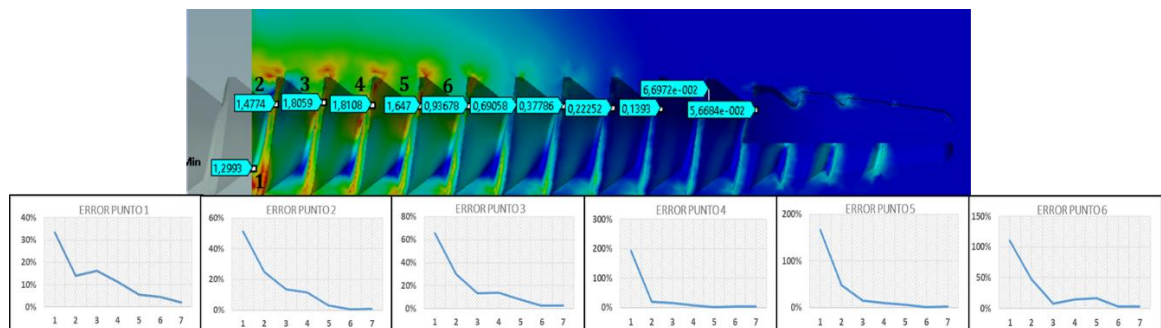 2 3 4 5 6
6,6972e-002
1,4774 1,8059 1,8108 1,647 0,93678 0,69058 0,37786 0,22252 0,1393 5,6684e-002
Min
1,2993
1
ERROR PUNTO 1
40%
30%
20%
10%
0%
1 2 3 4 5 6 7
ERROR PUNTO 2
60%
50%
40%
30%
20%
10%
0%
1 2 3 4 5 6 7
ERROR PUNTO 3
80%
60%
40%
20%
0%
1 2 3 4 5 6 7
ERROR PUNTO 4
300%
200%
100%
0%
1 2 3 4 5 6 7
ERROR PUNTO 5
200%
100%
0%
1 2 3 4 5 6 7
ERROR PUNTO 6
150%
100%
50%
0%
1 2 3 4 5 6 7